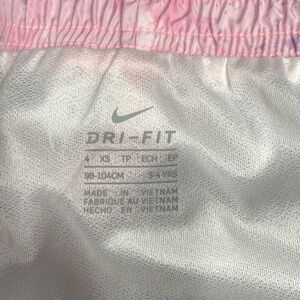 DRI-FIT
4 XS TP ECH EP
98-104CM 3-4 YRS
MADE IN VIETNAM
FABRIQUÉ AU VIETNAM
HECHO EN VIETNAM